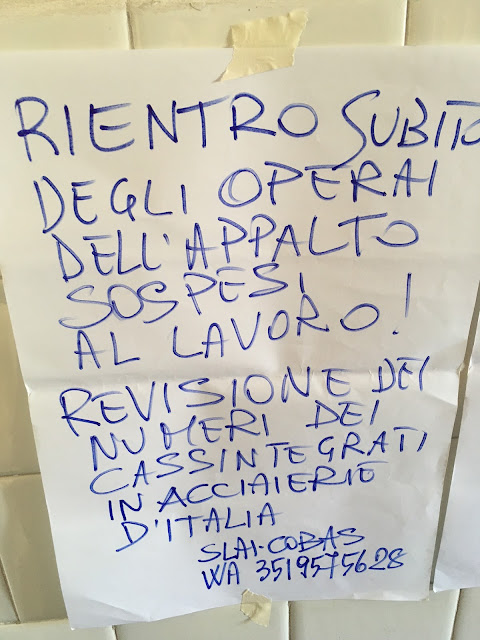 RIENTRO SUBITO
DEGLI OPERAI
DELL'APPALTO
SOSPESI
AL LAVORO!
REVISIONE DEI
NUMERI DEI
CASSINTEGRATI
IN ACCIAIERIE
D'ITALIA
SLAI-COBAS
WA 3519575628